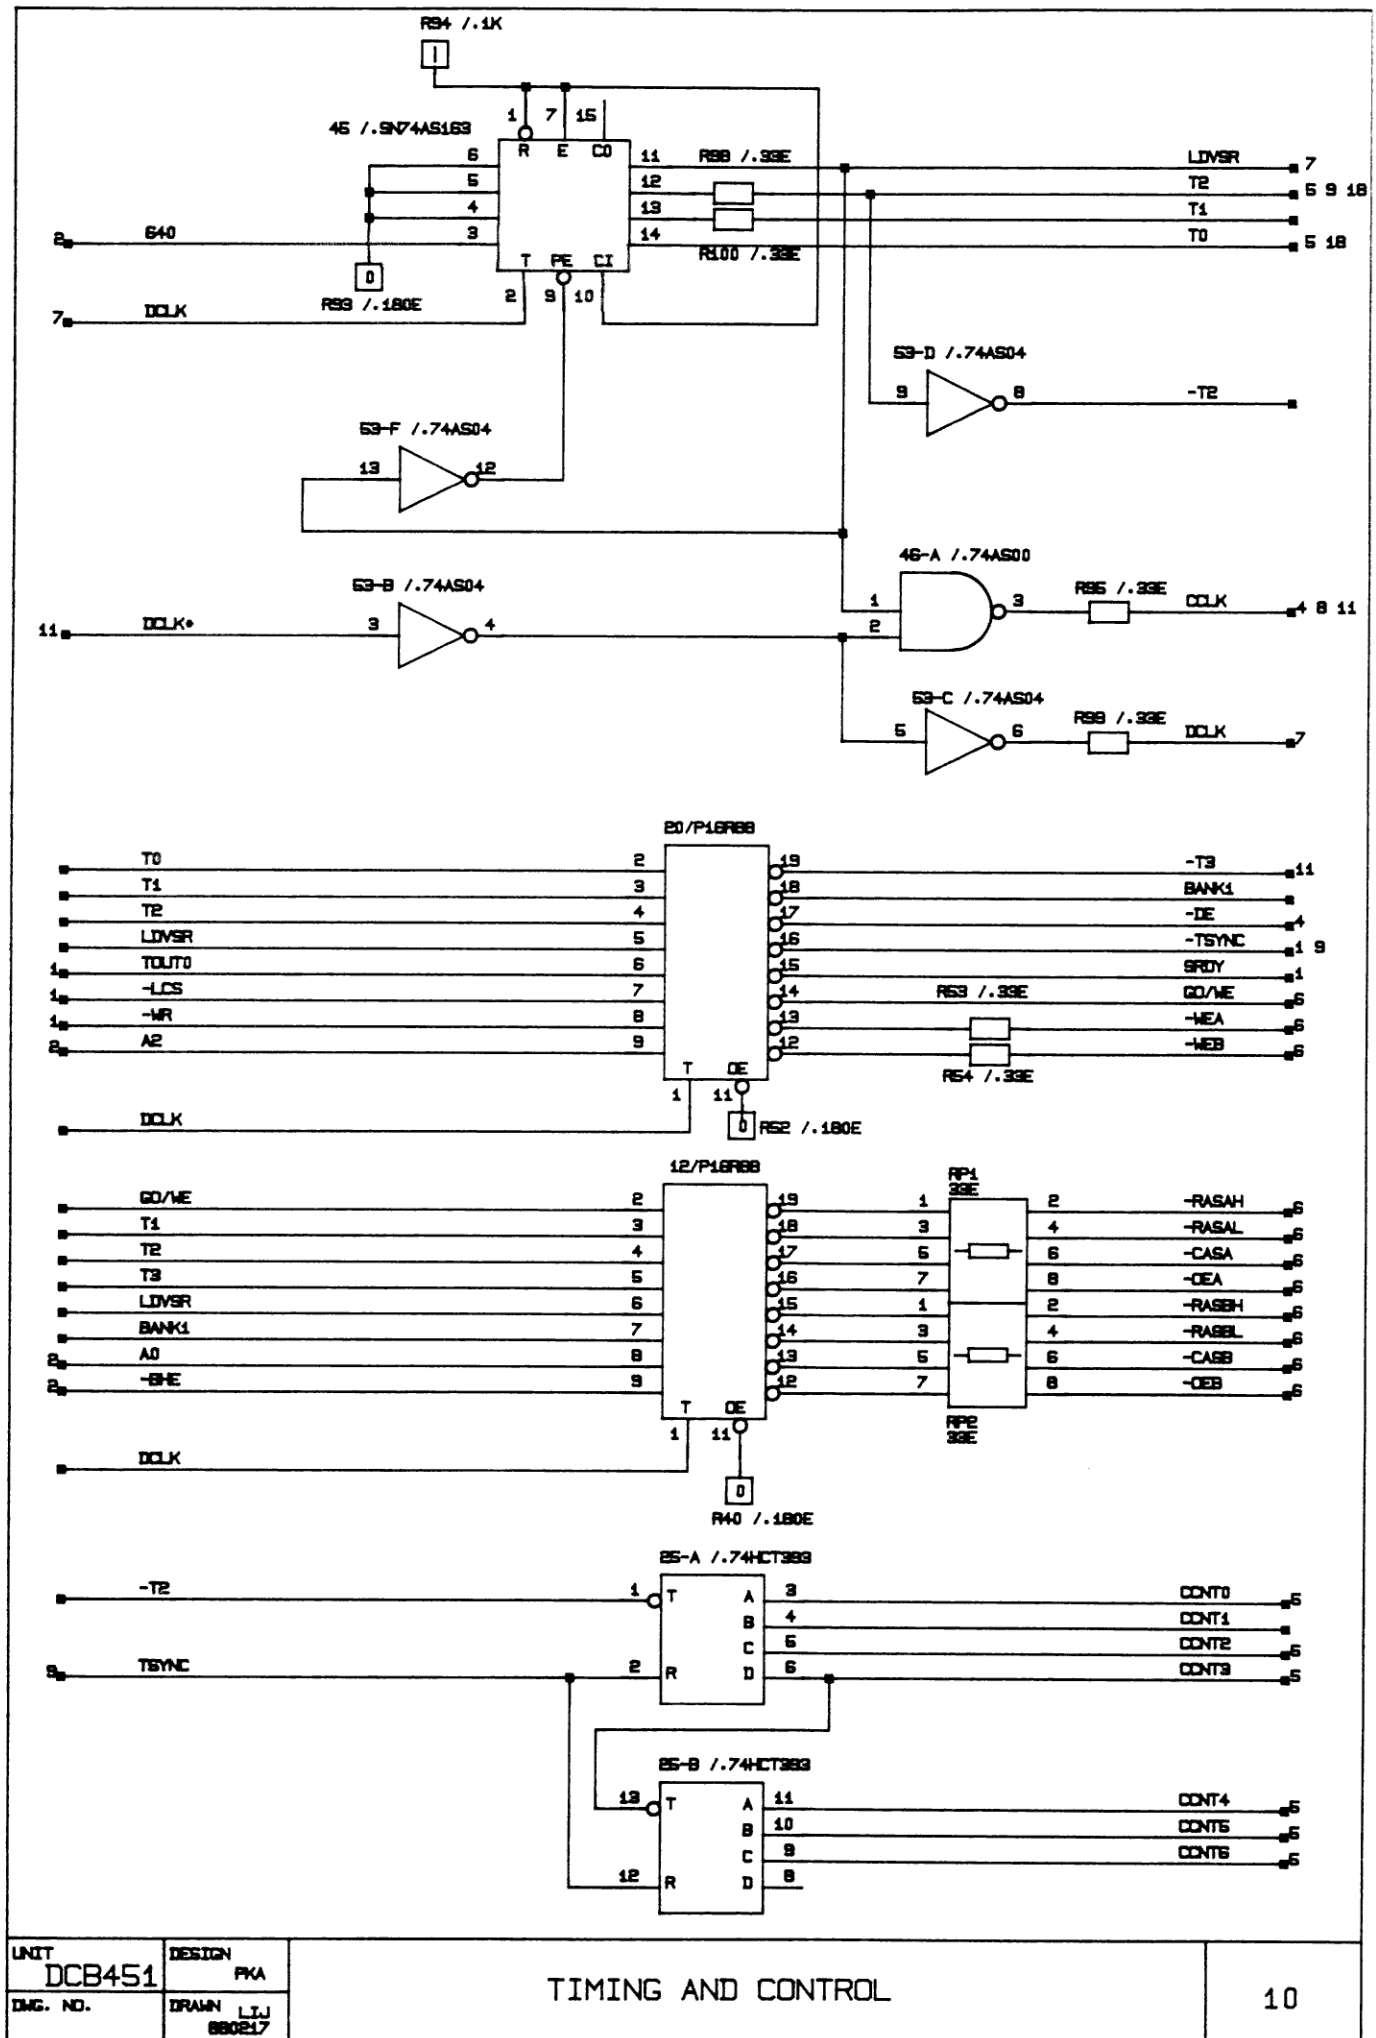 R94 /.1K
1
1 7 15
45 /.SN74AS163
R E CO
6 11 R98 /.33E LDVSR 7
5 12 T2 5 9 18
4 13 T1
2 640 3 14 R100 /.33E T0 5 18
T PE CI
0
R93 /.180E 2 9 10
7 DCLK
53-D /.74AS04
9 8 -T2
53-F /.74AS04
13 12
46-A /.74AS00
53-B /.74AS04
1 3 R95 /.33E CCLK 4 8 11
11 DCLK* 3 4 2
53-C /.74AS04
5 6 R99 /.33E DCLK 7
20/P16R88
T0 2 19 -T3 11
T1 3 18 BANK1
T2 4 17 -DE 4
LDVSR 5 16 -TSYNC 1 9
1 TOUT0 6 15 SRDY 1
1 -LCS 7 14 R53 /.33E GO/WE 6
1 -WR 8 13 -WEA 6
2 A2 9 12 -WEB 6
T OE R54 /.33E
1 11
DCLK 0 R52 /.180E
12/P16R88 RP1
33E
GO/WE 2 19 1 2 -RASAH 6
T1 3 18 3 4 -RASAL 6
T2 4 17 5 6 -CASA 6
T3 5 16 7 8 -OEA 6
LDVSR 6 15 1 2 -RASBH 6
BANK1 7 14 3 4 -RASBL 6
2 A0 8 13 5 6 -CASB 6
2 -BHE 9 12 7 8 -OEB 6
T OE RP2
1 11 33E
DCLK
0
R40 /.180E
25-A /.74HCT393
-T2 1 T A 3 CCNT0 5
B 4 CCNT1
C 5 CCNT2 5
9 TSYNC 2 R D 6 CCNT3 5
25-B /.74HCT393
13 T A 11 CCNT4 5
B 10 CCNT5 5
C 9 CCNT6 5
12 R D 8
UNIT DESIGN
DCB451 PKA
TIMING AND CONTROL 10
DWG. NO. DRAWN LIJ
880217